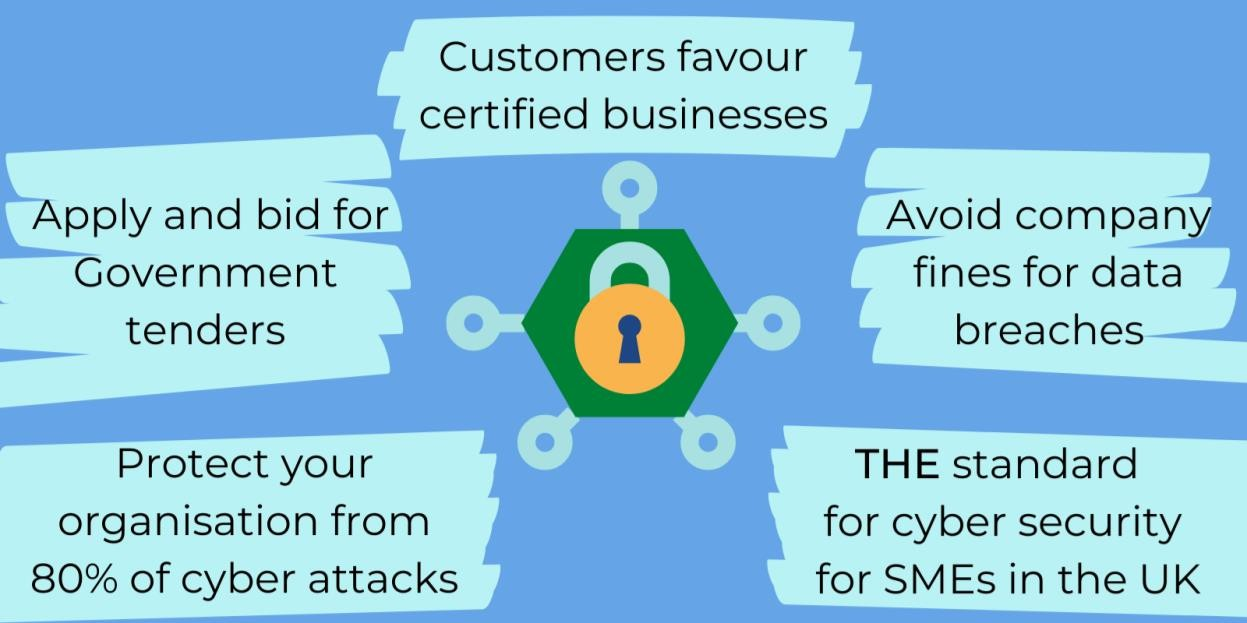 Customers favour
certified businesses
Apply and bid for
Government
tenders
Avoid company
fines for data
breaches
Protect your
organisation from
80% of cyber attacks
THE standard
for cyber security
for SMEs in the UK